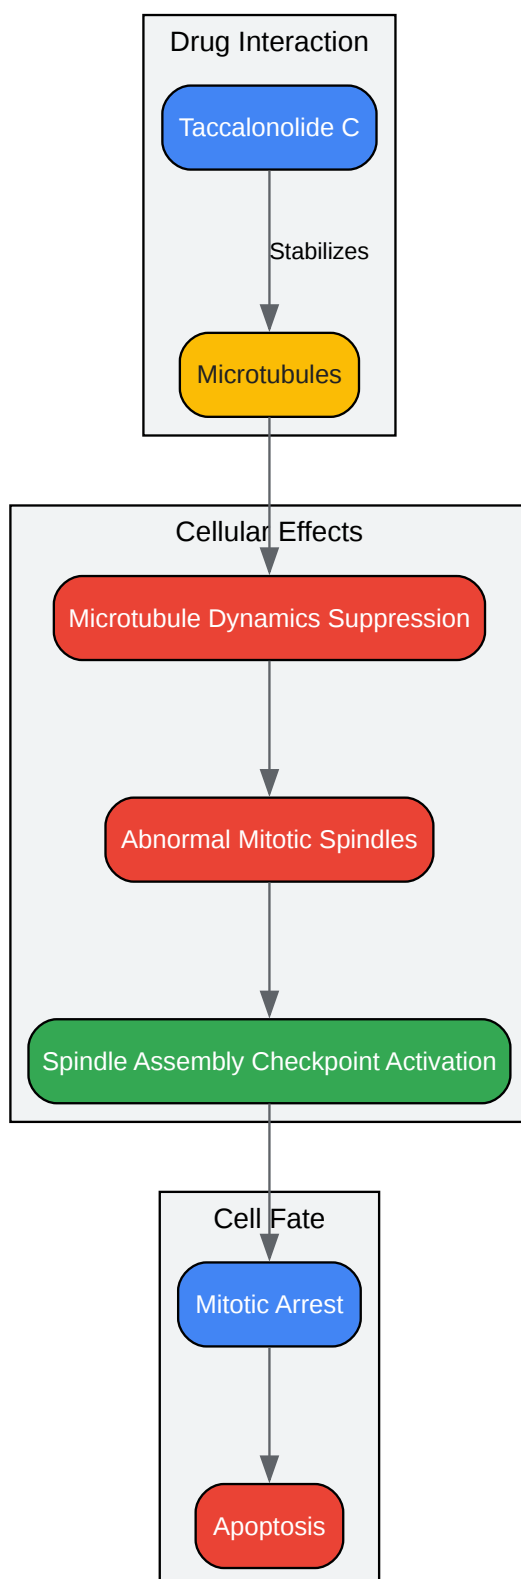 Drug Interaction
Taccalonolide C
Stabilizes
Microtubules
Cellular Effects
Microtubule Dynamics Suppression
Abnormal Mitotic Spindles
Spindle Assembly Checkpoint Activation
Cell Fate
Mitotic Arrest
Apoptosis